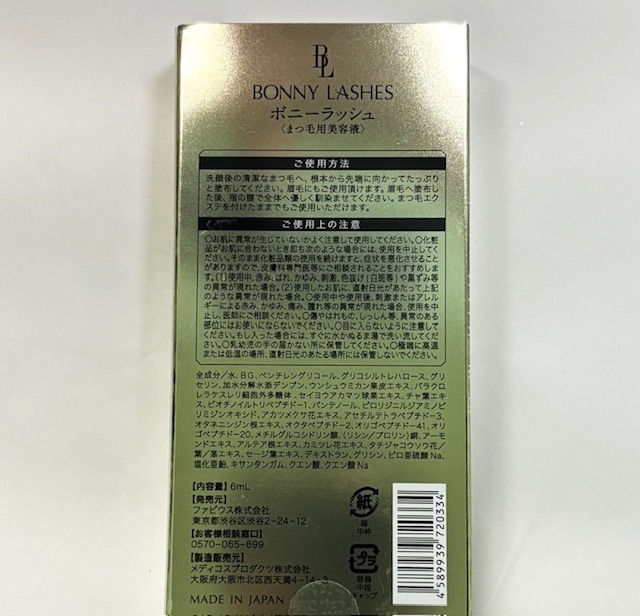 BL
BONNY LASHES
ボニーラッシュ
〈まつ毛用美容液〉
ご使用方法
洗顔後の清潔なまつ毛へ、根本から先端に向かってたっぷり
と塗布してください。眉毛にもご使用頂けます。眉毛へ塗布し
た後、指の腹で全体へ優しく馴染ませてください。まつ毛エク
ステを付けたままでもご使用いただけます。
ご使用上の注意
○お肌に異常が生じていないかよく注意して使用してください。○化粧
品がお肌に合わないとき即ち次のような場合には、使用を中止してく
ださい。そのまま化粧品類の使用を続けますと、症状を悪化させることが
ありますので、皮膚科専門医等にご相談されることをおすすめしま
す。(1)使用中、赤み、はれ、かゆみ、刺激、色抜け(白斑等)や黒ずみ等
の異常が現れた場合。(2)使用したお肌に、直射日光があたって上記
のような異常が現れた場合。○使用中や使用後、刺激またはアレル
ギーによる赤み、かゆみ、痛み、腫れ等の異常が現れた場合、使用を中
止し、医師にご相談ください。○傷やはれもの、しっしん等、異常のある
部位にはお使いにならないでください。○目に入らないように注意して
ください。もし入った場合には、すぐに水かぬるま湯で洗い流してくだ
さい。○乳幼児の手の届かない所に保管してください。○極端に高温
または低温の場所、直射日光のあたる場所には保管しないでください。
全成分/水、BG、ペンチレングリコール、グリコシルトレハロース、グリ
セリン、加水分解水添デンプン、ウンシュウミカン果皮エキス、パラクロ
レラケスレリ細胞外多糖体、セイヨウアカマツ球果エキス、チャ葉エキ
ス、ビオチノイルトリペプチド-1、パンテノール、ピロリジニルジアミノピ
リミジンオキシド、アカツメクサ花エキス、アセチルテトラペプチド-3、
オタネニンジン根エキス、オクタペプチド-2、オリゴペプチド-41、オリ
ゴペプチド-20、メチルグルコシドリン酸、(リシン/プロリン)銅、アーモ
ンドエキス、アルテア根エキス、カミツレ花エキス、タチジャコウソウ花/
葉/茎エキス、セージ葉エキス、デキストラン、グリシン、ピロ亜硫酸Na、
塩化亜鉛、キサンタンガム、クエン酸、クエン酸Na
【内容量】6mL
【発売元】
ファビウス株式会社
東京都渋谷区渋谷2-24-12
【お客様相談窓口】
0570-065-699
【製造販売元】
メディコスプロダクツ株式会社
大阪府大阪市北区西天満4-14-3
MADE IN JAPAN
紙
箱
中枠
プラ
容器
中栓
キャップ
4589939720334